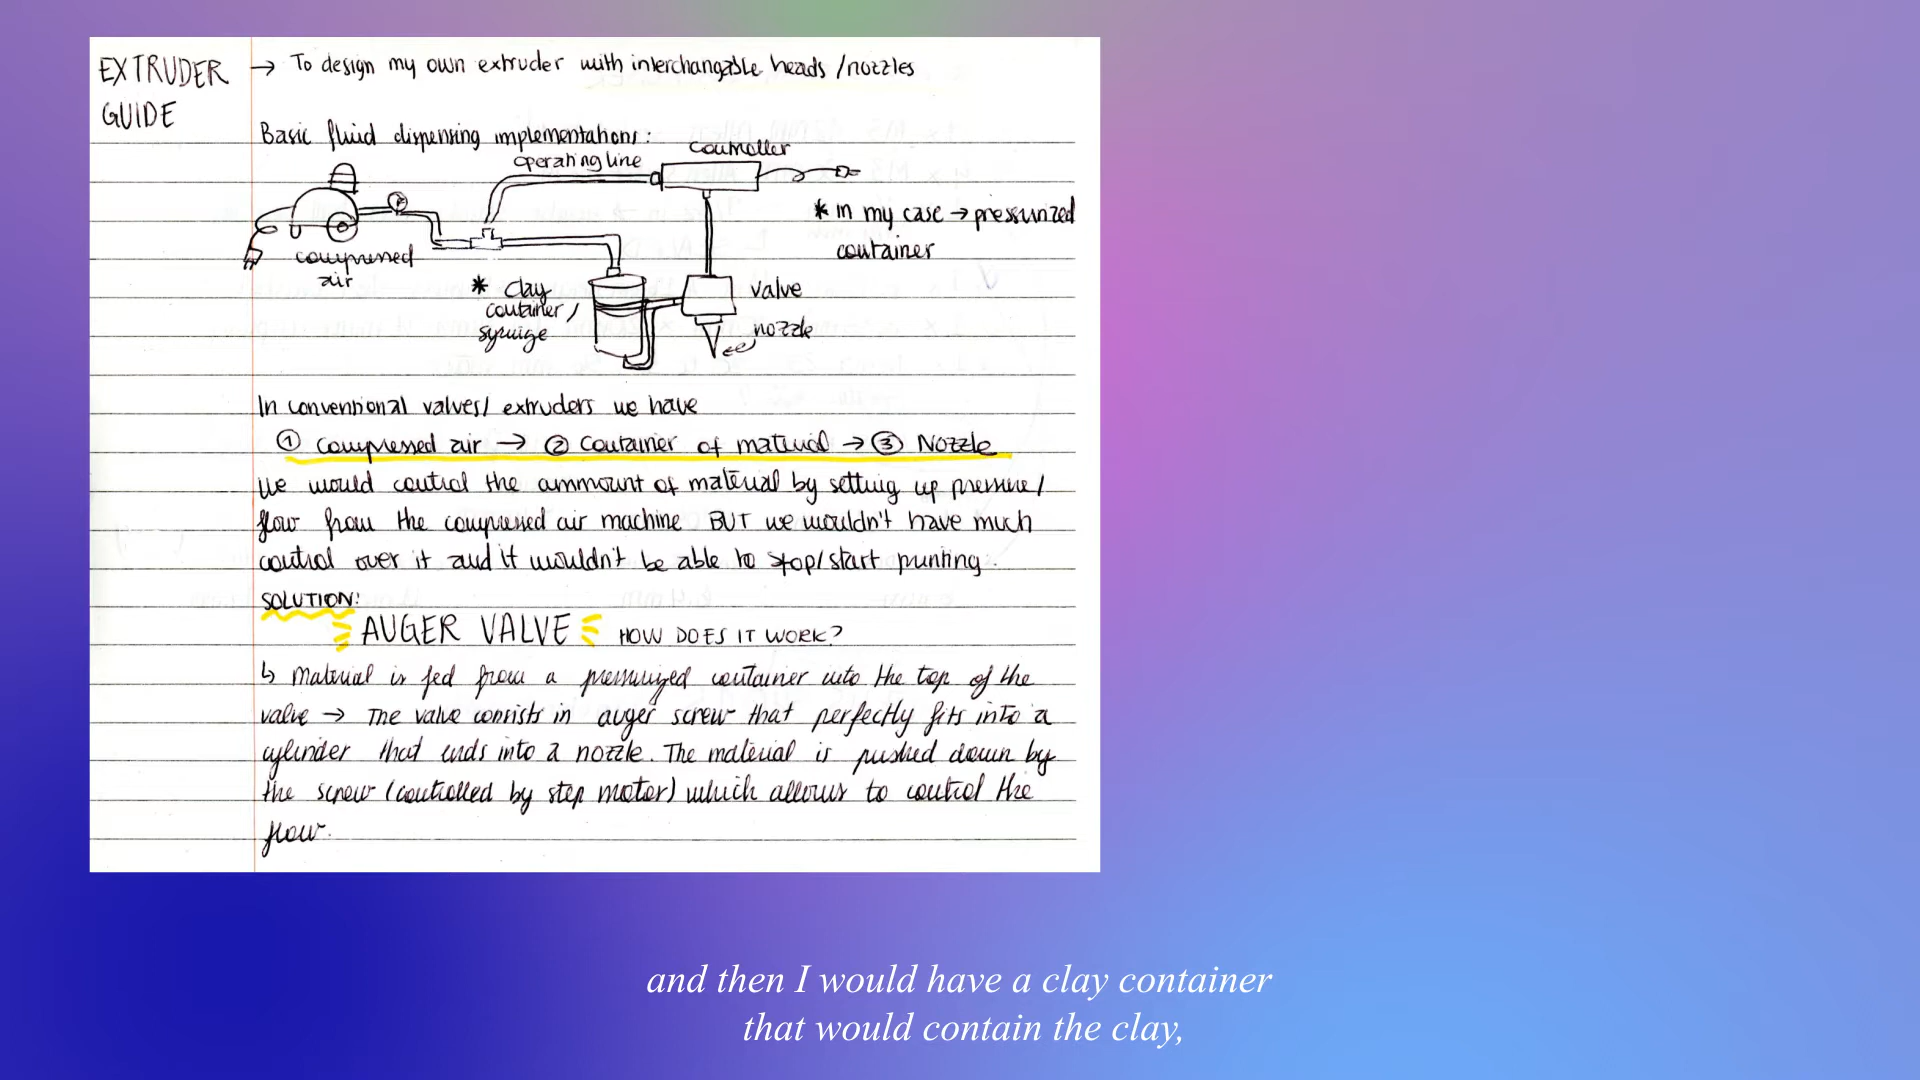 EXTRUDER GUIDE
→ To design my own extruder with interchangable heads / nozzles
Basic fluid dispensing implementations:
operating line
controller
compressed air
* clay container / syringe
valve
nozzle
* in my case → pressurized container
In conventional valves/ extruders we have
① compressed air → ② container of material → ③ Nozzle
We would control the ammount of material by setting up pressure/
flow from the compressed air machine BUT we wouldn't have much
control over it and it wouldn't be able to stop/start printing.
SOLUTION:
AUGER VALVE HOW DOES IT WORK?
↳ Material is fed from a pressurized container into the top of the
valve → The valve consists in auger screw that perfectly fits into a
cylinder that ends into a nozzle. The material is pushed down by
the screw (controlled by step motor) which allows to control the
flow.
and then I would have a clay container
that would contain the clay,